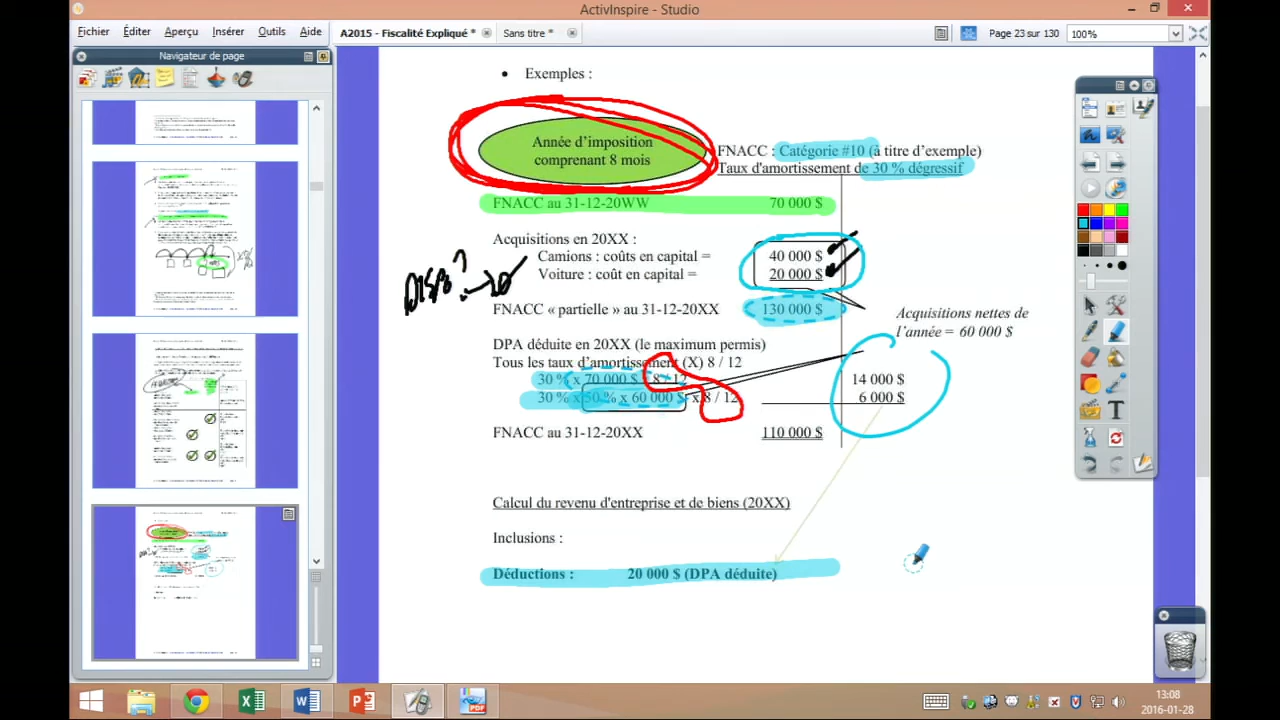 ActivInspire - Studio
Fichier Éditer Aperçu Insérer Outils Aide
A2015 - Fiscalité Expliqué *
Sans titre *
Page 23 sur 130
100%
Navigateur de page
• Exemples :
Année d’imposition
comprenant 8 mois
FNACC : Catégorie #10 (à titre d’exemple)
Taux d'amortissement de 30 % dégressif
FNACC au 31-12-20WW 70 000 $
Acquisitions en 20XX :
Camions : coûts en capital = 40 000 $
Voiture : coût en capital = 20 000 $
FNACC « partielle » au 31-12-20XX 130 000 $
Acquisitions nettes de
l’année = 60 000 $
DPA déduite en 20XX (le maximum permis)
Tous les taux d'amortissement (X) 8 / 12
30 % x 70 000 $ 8 12 14 000 $
30 % x 50 % x 60 000 $ x 8 / 12 6 000 $
FNACC au 31-12-20XX 110 000 $
Calcul du revenu d'entreprise et de biens (20XX)
Inclusions :
Déductions : 20 000 $ (DPA déduite)
13:08
2016-01-28